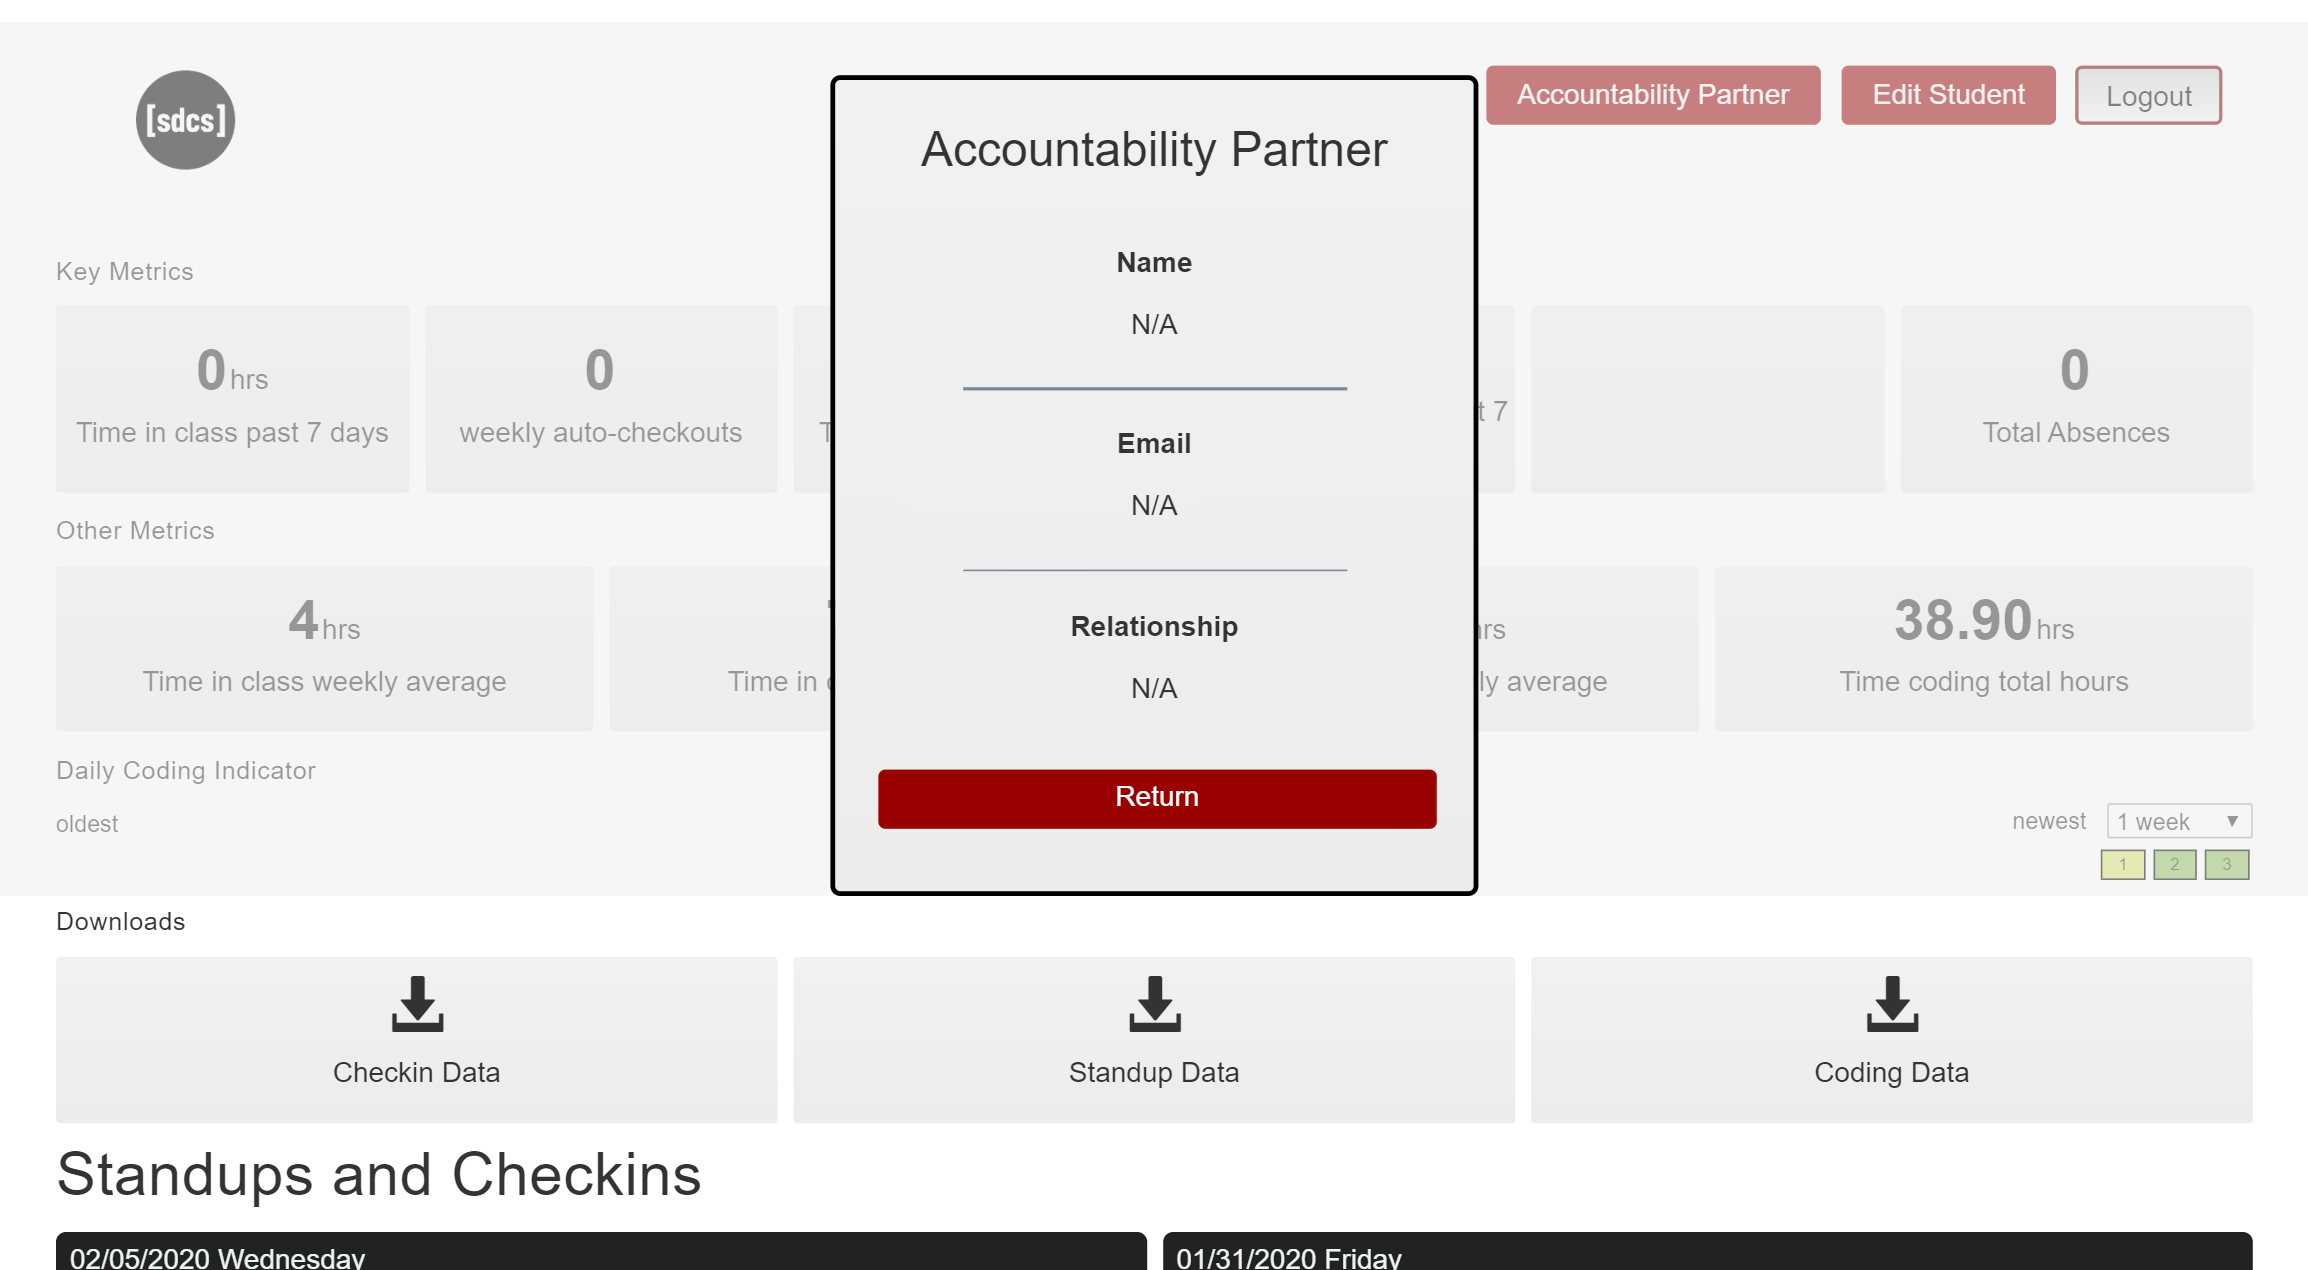 [sdcs]
Accountability Partner
Edit Student
Logout
Accountability Partner
Name
N/A
Email
N/A
Relationship
N/A
Return
Key Metrics
0 hrs
Time in class past 7 days
0
weekly auto-checkouts
T
t 7
0
Total Absences
Other Metrics
4 hrs
Time in class weekly average
Time in
rs
ly average
38.90 hrs
Time coding total hours
Daily Coding Indicator
oldest
newest
1 week
1 2 3
Downloads
Checkin Data
Standup Data
Coding Data
Standups and Checkins
02/05/2020 Wednesday
01/31/2020 Friday